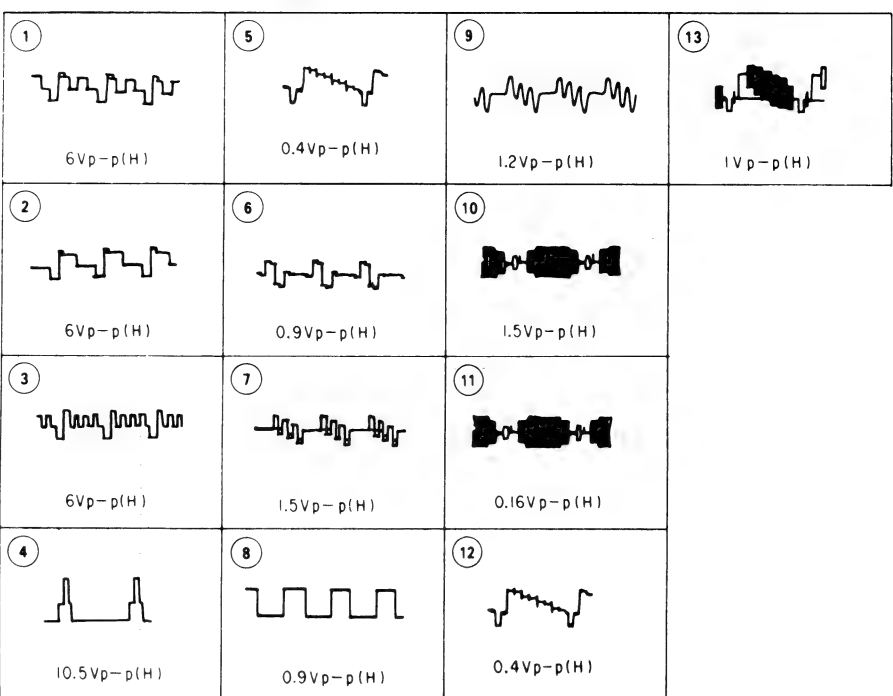 1
6Vp-p(H)
5
0.4Vp-p(H)
9
1.2Vp-p(H)
13
1Vp-p(H)
2
6Vp-p(H)
6
0.9Vp-p(H)
10
1.5Vp-p(H)
3
6Vp-p(H)
7
1.5Vp-p(H)
11
0.16Vp-p(H)
4
10.5Vp-p(H)
8
0.9Vp-p(H)
12
0.4Vp-p(H)